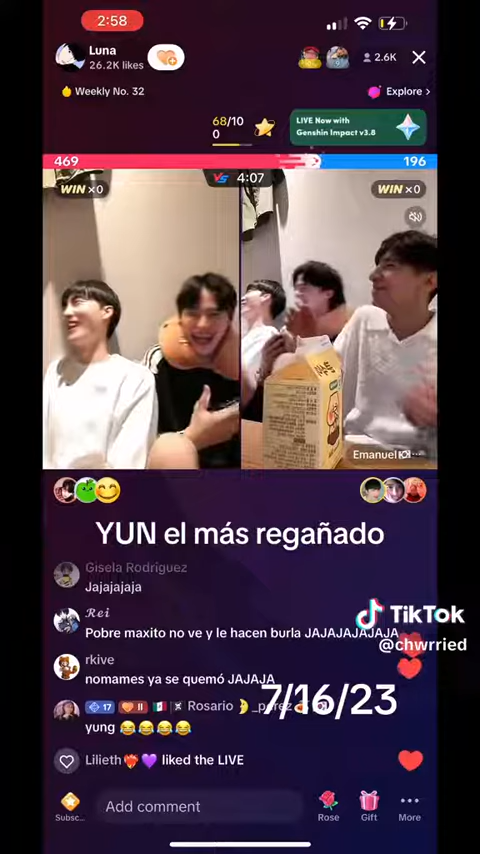 2:58
Luna
26.2K likes
2.6K
Weekly No. 32
Explore >
68/10
0
LIVE Now with
Genshin Impact v3.8
469
196
WIN ×0
VS 4:07
WIN ×0
Emanuel
YUN el más regañado
Gisela Rodriguez
Jajajajaja
Rei
Pobre maxito no ve y le hacen burla JAJAJAJAJAJA
TikTok
@chwrried
rkive
nomames ya se quemó JAJAJA
17 II Rosario 🌛_perez
7/16/23
yung 😂😂😂😂
Lilieth❤️‍🔥💜 liked the LIVE
Subsc...
Add comment
Rose
Gift
More